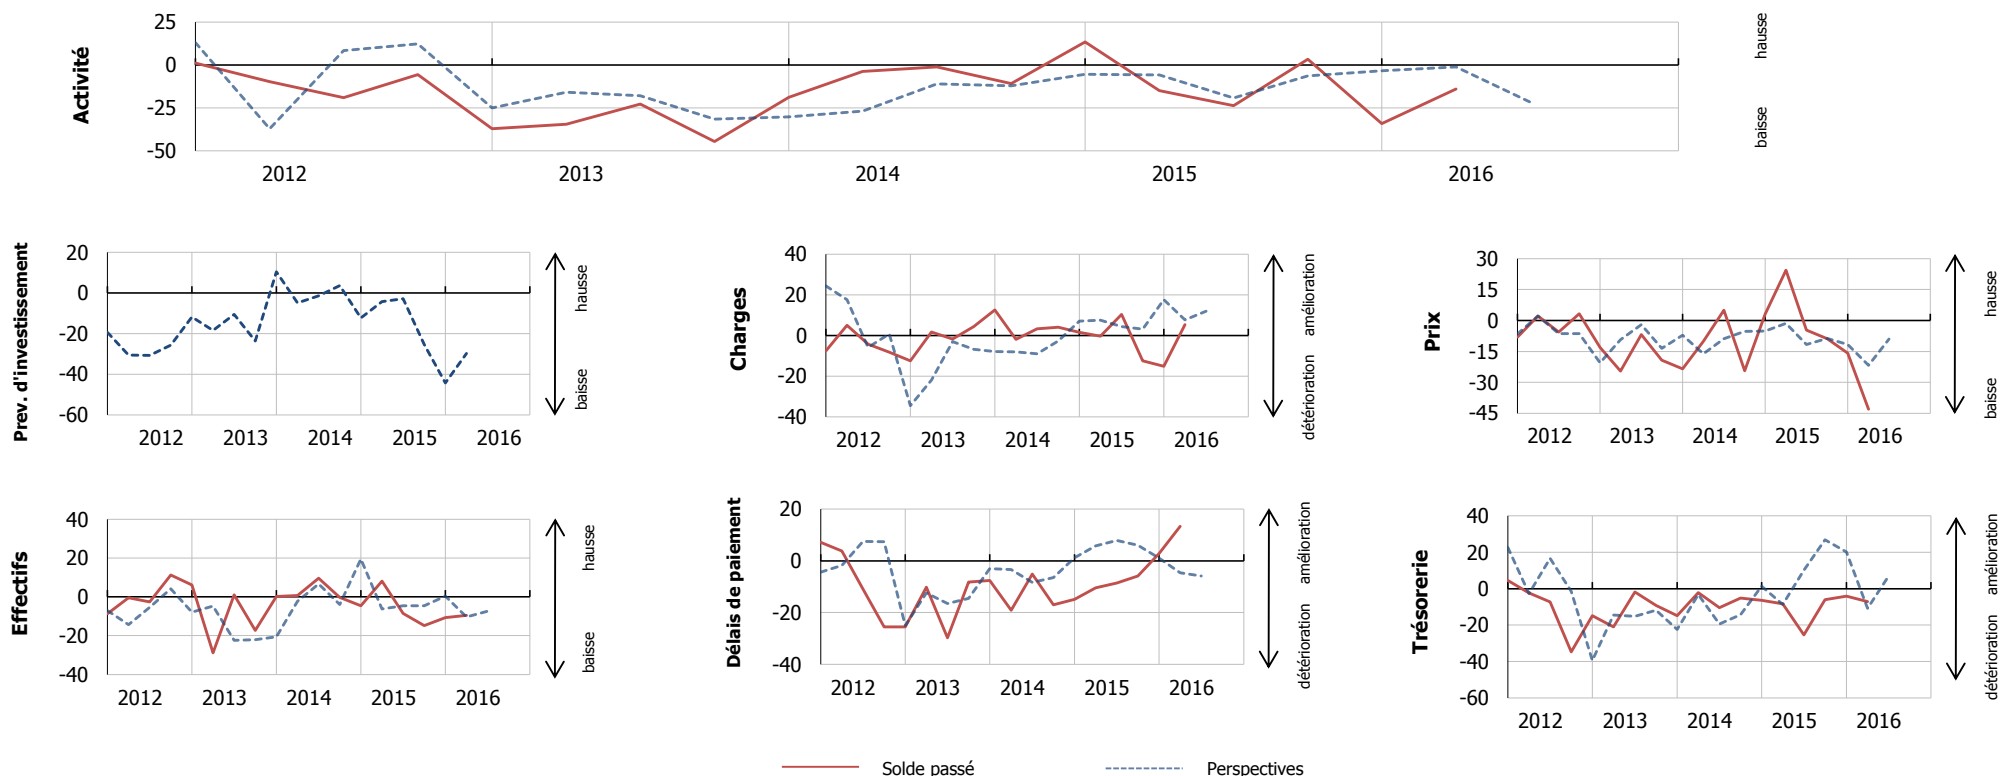 Activité
25
0
-25
-50
2012 2013 2014 2015 2016
hausse
baisse
Prev. d'investissement
20
0
-20
-40
-60
2012 2013 2014 2015 2016
hausse
baisse
Charges
40
20
0
-20
-40
2012 2013 2014 2015 2016
amélioration
détérioration
Prix
30
15
0
-15
-30
-45
2012 2013 2014 2015 2016
hausse
baisse
Effectifs
40
20
0
-20
-40
2012 2013 2014 2015 2016
hausse
baisse
Délais de paiement
20
0
-20
-40
2012 2013 2014 2015 2016
amélioration
détérioration
Trésorerie
40
20
0
-20
-40
-60
2012 2013 2014 2015 2016
amélioration
détérioration
Solde passé Perspectives